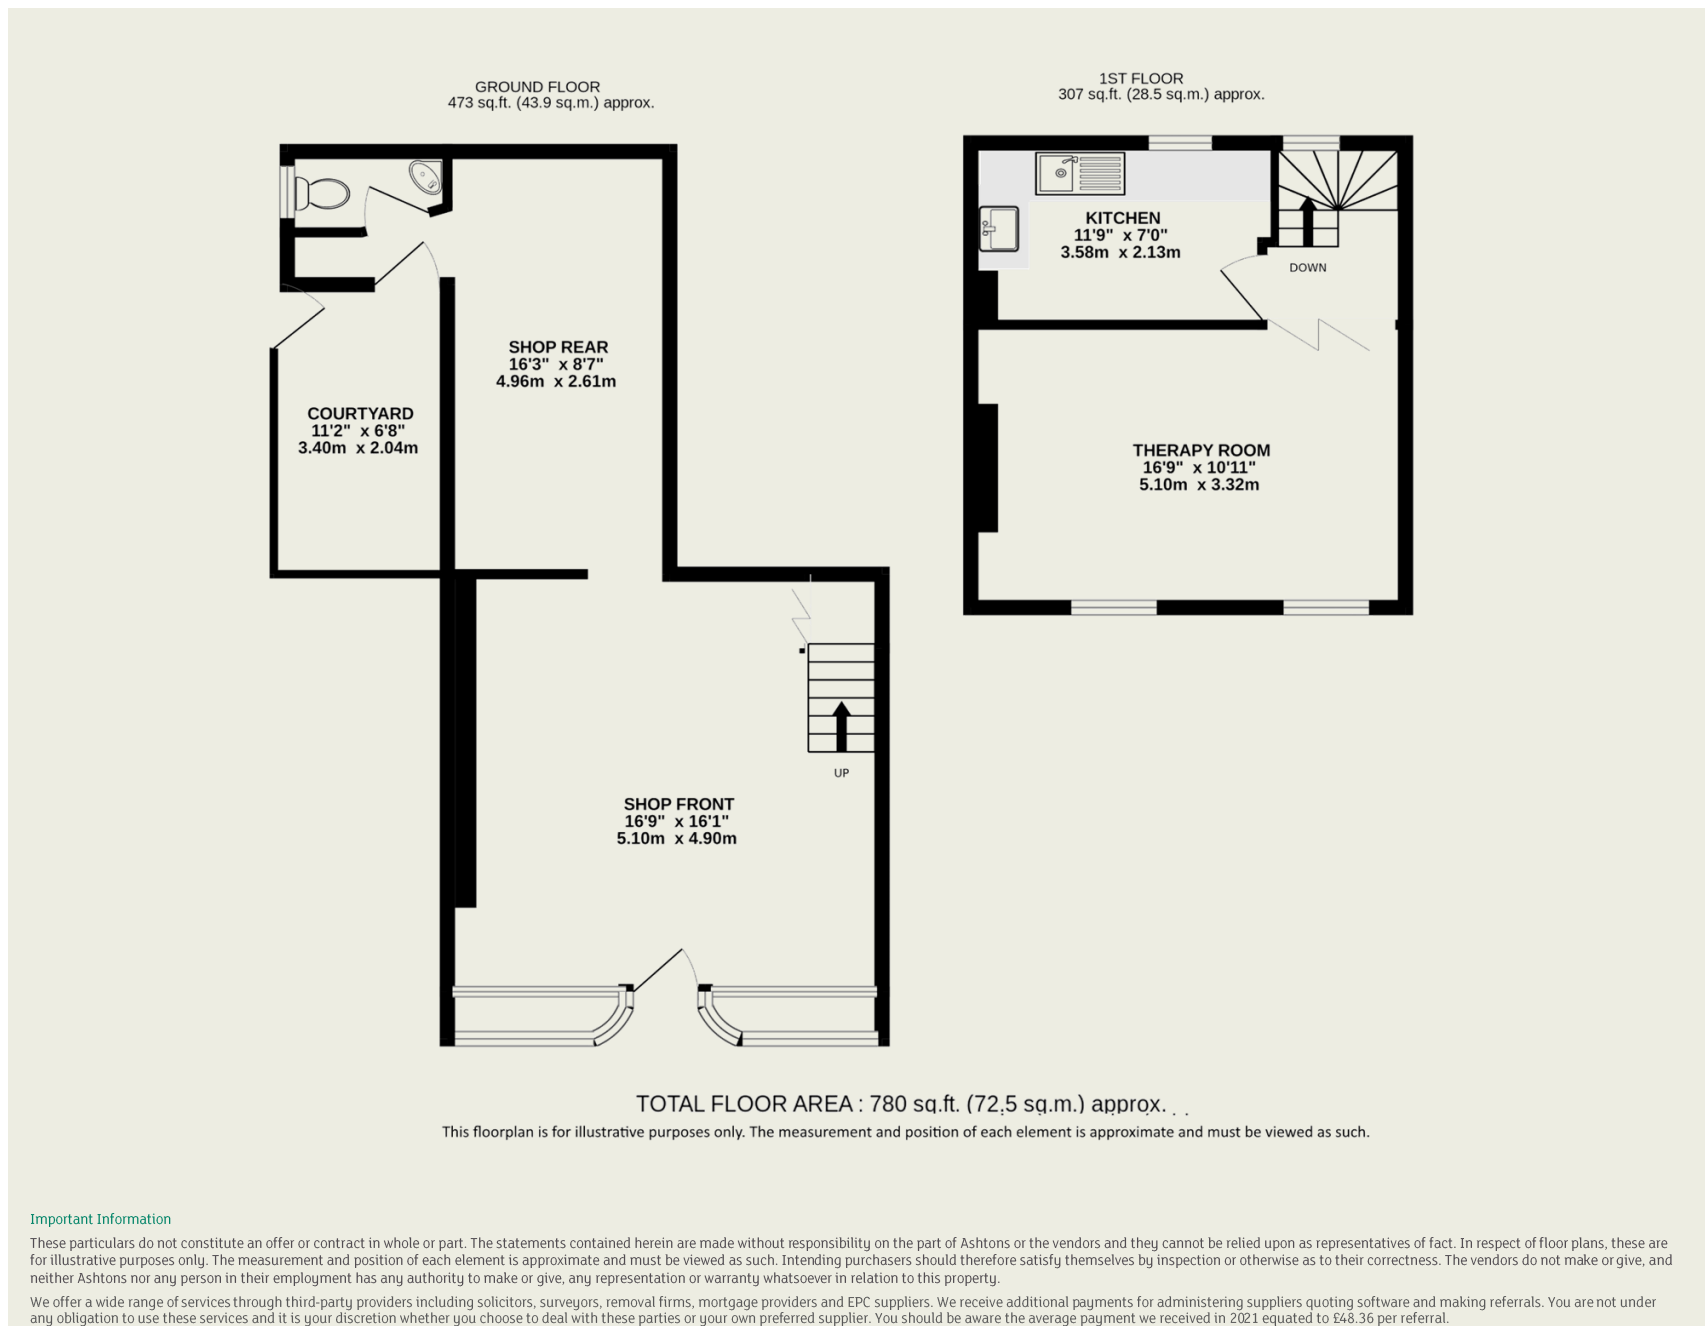 GROUND FLOOR
473 sq.ft. (43.9 sq.m.) approx.
1ST FLOOR
307 sq.ft. (28.5 sq.m.) approx.
KITCHEN
11'9" x 7'0"
3.58m x 2.13m
DOWN
SHOP REAR
16'3" x 8'7"
4.96m x 2.61m
COURTYARD
11'2" x 6'8"
3.40m x 2.04m
THERAPY ROOM
16'9" x 10'11"
5.10m x 3.32m
UP
SHOP FRONT
16'9" x 16'1"
5.10m x 4.90m
TOTAL FLOOR AREA : 780 sq.ft. (72.5 sq.m.) approx.
This floorplan is for illustrative purposes only. The measurement and position of each element is approximate and must be viewed as such.
Important Information
These particulars do not constitute an offer or contract in whole or part. The statements contained herein are made without responsibility on the part of Ashtons or the vendors and they cannot be relied upon as representatives of fact. In respect of floor plans, these are
for illustrative purposes only. The measurement and position of each element is approximate and must be viewed as such. Intending purchasers should therefore satisfy themselves by inspection or otherwise as to their correctness. The vendors do not make or give, and
neither Ashtons nor any person in their employment has any authority to make or give, any representation or warranty whatsoever in relation to this property.
We offer a wide range of services through third-party providers including solicitors, surveyors, removal firms, mortgage providers and EPC suppliers. We receive additional payments for administering suppliers quoting software and making referrals. You are not under
any obligation to use these services and it is your discretion whether you choose to deal with these parties or your own preferred supplier. You should be aware the average payment we received in 2021 equated to £48.36 per referral.